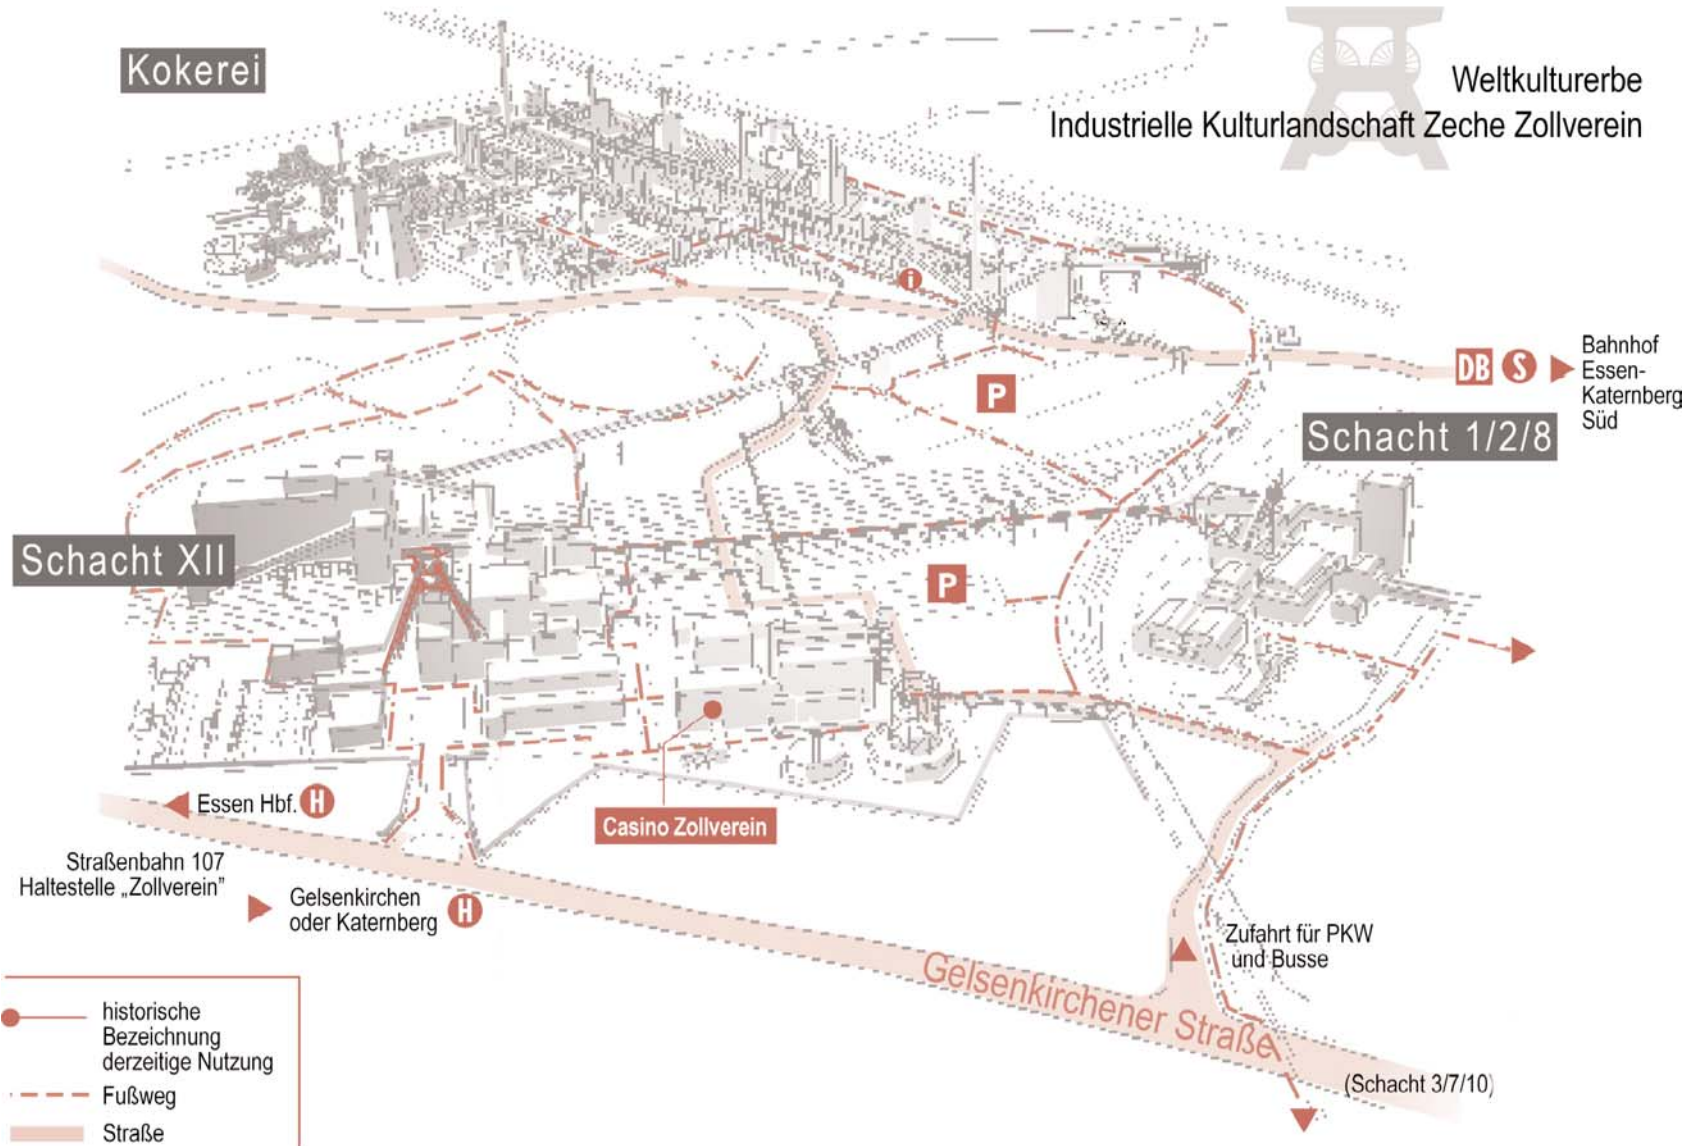 Kokerei
Weltkulturerbe
Industrielle Kulturlandschaft Zeche Zollverein
i
DB S
Bahnhof
Essen-
Katernberg
Süd
P
Schacht 1/2/8
Schacht XII
P
Essen Hbf. H
Casino Zollverein
Straßenbahn 107
Haltestelle „Zollverein”
Gelsenkirchen
oder Katernberg H
Zufahrt für PKW
und Busse
Gelsenkirchener Straße
(Schacht 3/7/10)
historische
Bezeichnung
derzeitige Nutzung
Fußweg
Straße